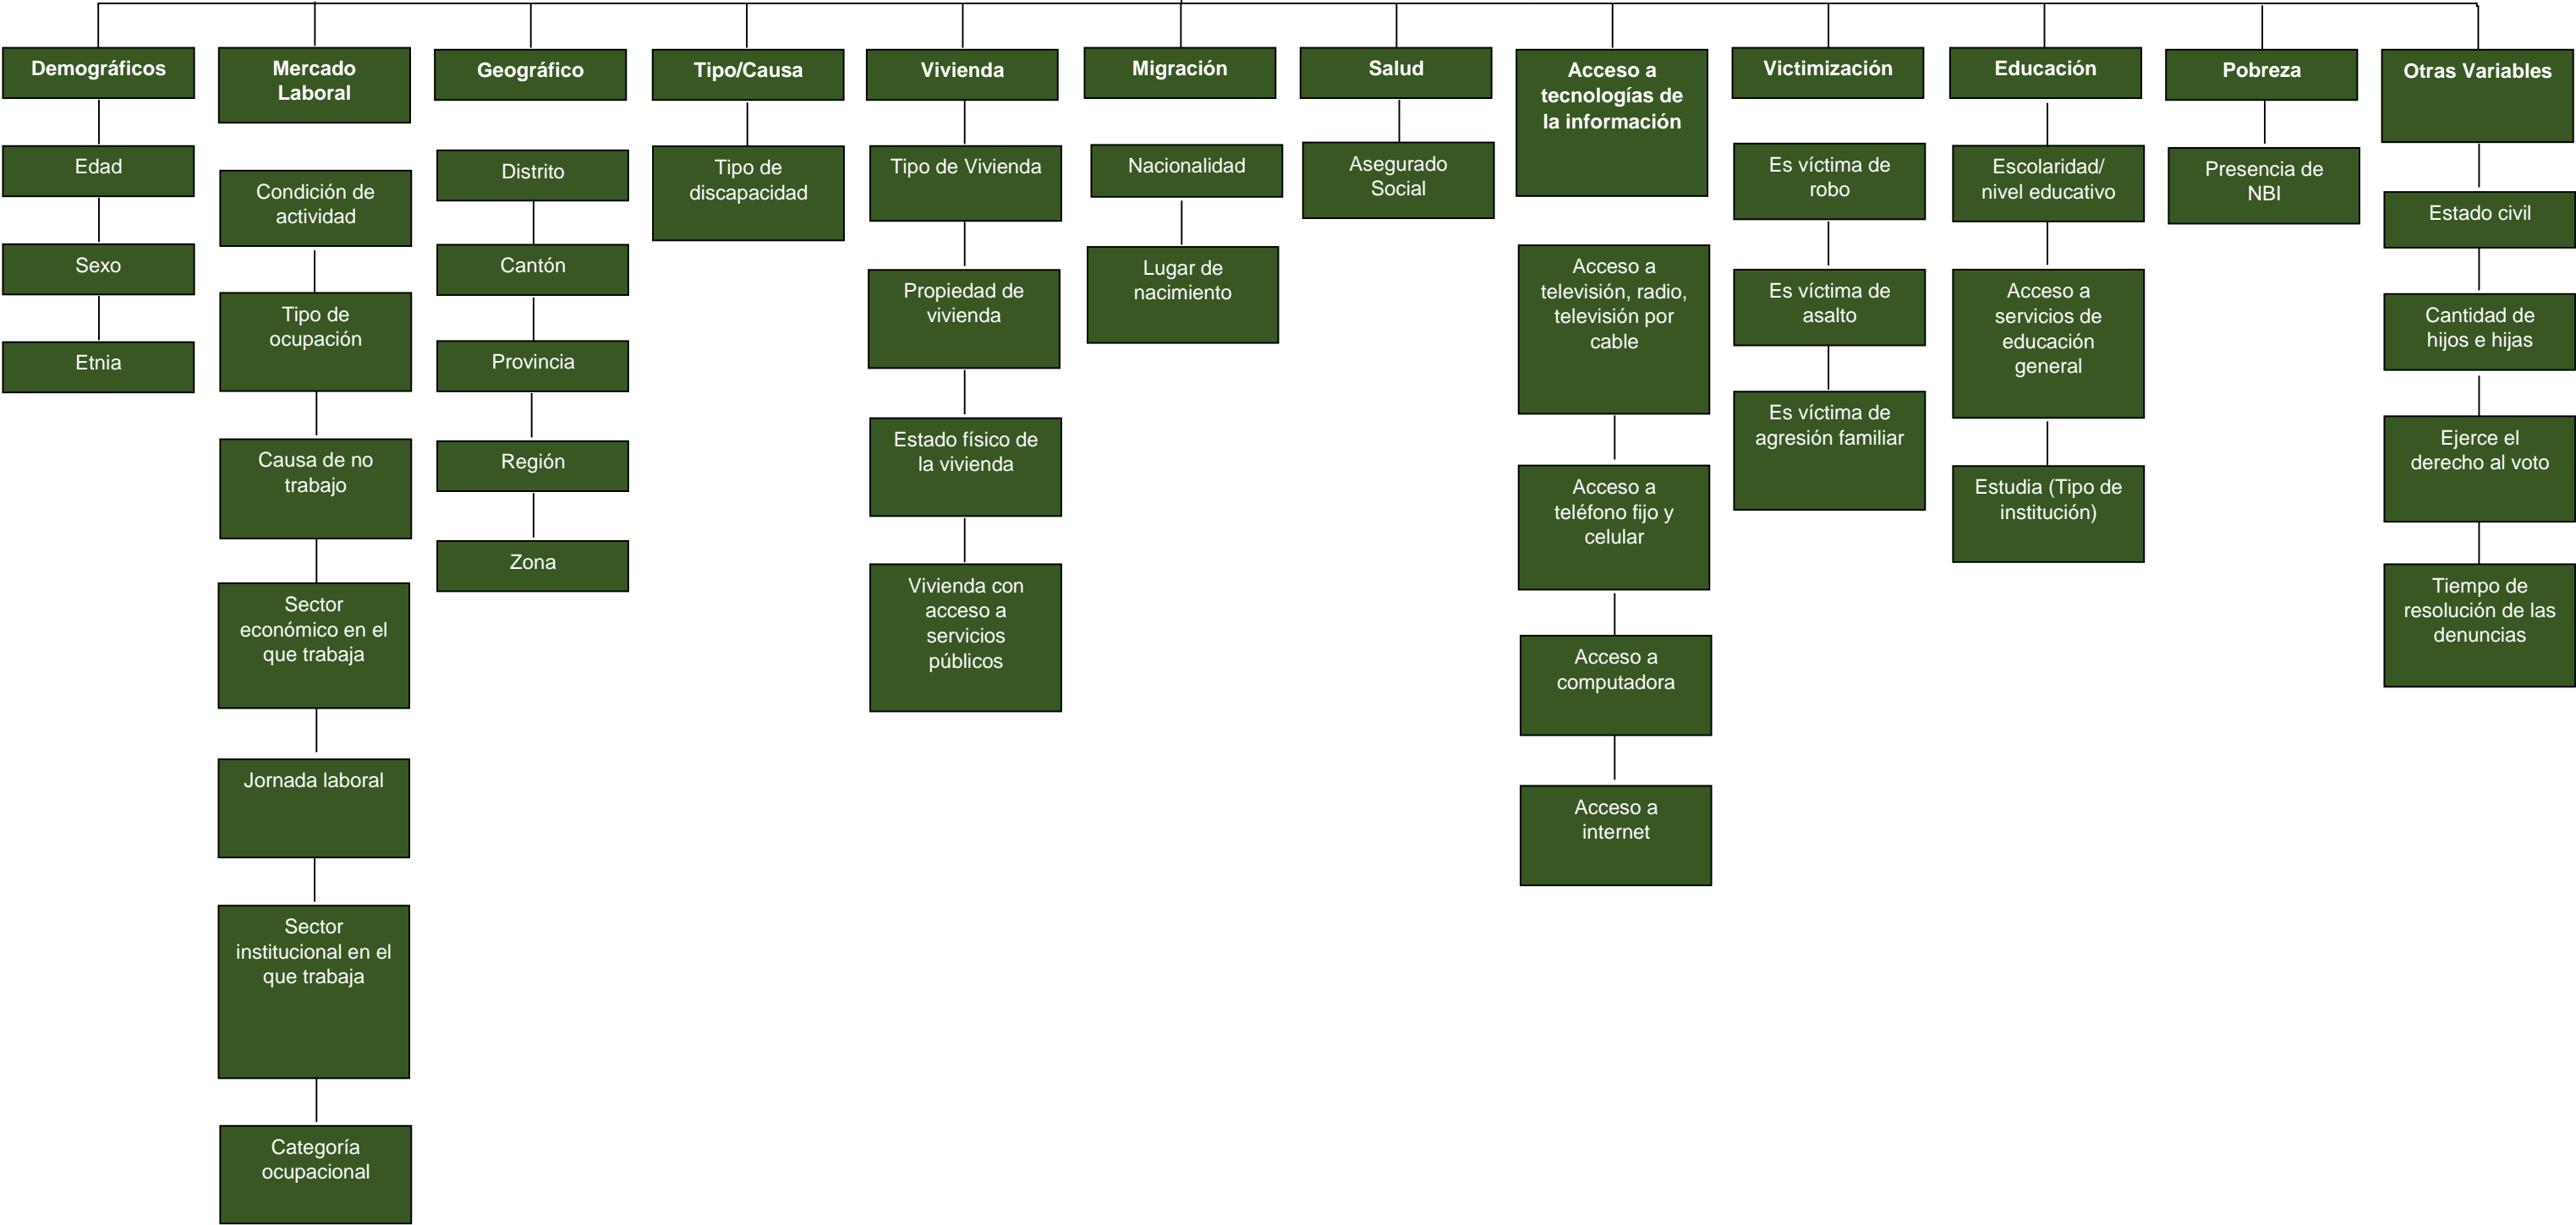 Demográficos
Edad
Sexo
Etnia
Mercado
Laboral
Condición de
actividad
Tipo de
ocupación
Causa de no
trabajo
Sector
económico en el
que trabaja
Jornada laboral
Sector
institucional en el
que trabaja
Categoría
ocupacional
Geográfico
Distrito
Cantón
Provincia
Región
Zona
Tipo/Causa
Tipo de
discapacidad
Vivienda
Tipo de Vivienda
Propiedad de
vivienda
Estado físico de
la vivienda
Vivienda con
acceso a
servicios
públicos
Migración
Nacionalidad
Lugar de
nacimiento
Salud
Asegurado
Social
Acceso a
tecnologías de
la información
Acceso a
televisión, radio,
televisión por
cable
Acceso a
teléfono fijo y
celular
Acceso a
computadora
Acceso a
internet
Victimización
Es víctima de
robo
Es víctima de
asalto
Es víctima de
agresión familiar
Educación
Escolaridad/
nivel educativo
Acceso a
servicios de
educación
general
Estudia (Tipo de
institución)
Pobreza
Presencia de
NBI
Otras Variables
Estado civil
Cantidad de
hijos e hijas
Ejerce el
derecho al voto
Tiempo de
resolución de las
denuncias